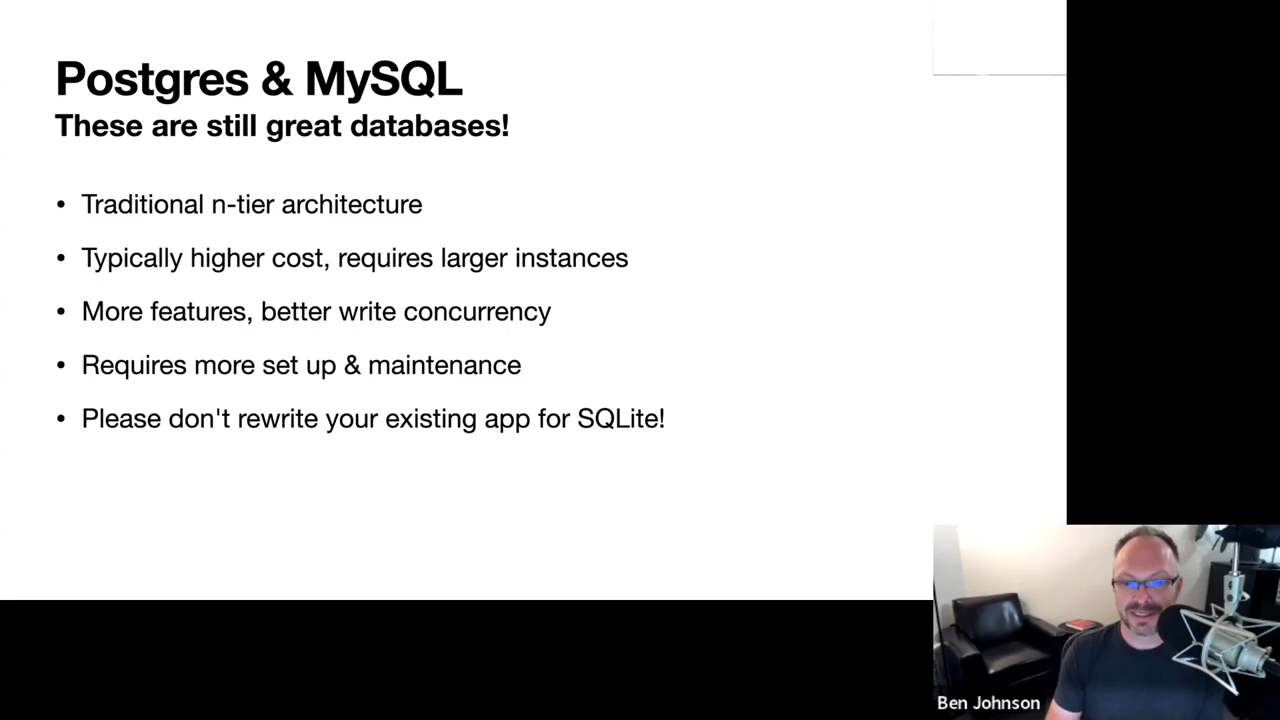 Postgres & MySQL
These are still great databases!
• Traditional n-tier architecture
• Typically higher cost, requires larger instances
• More features, better write concurrency
• Requires more set up & maintenance
• Please don't rewrite your existing app for SQLite!
Ben Johnson